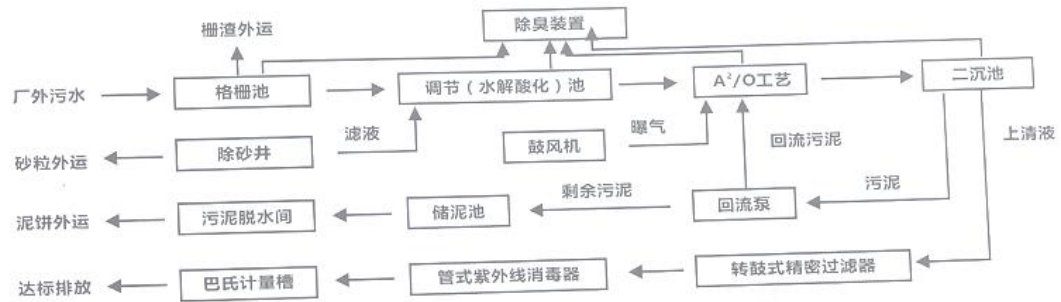 栅渣外运
除臭装置
厂外污水
格栅池
调节（水解酸化）池
A²/O工艺
二沉池
滤液
曝气
回流污泥
上清液
砂粒外运
除砂井
鼓风机
剩余污泥
污泥
泥饼外运
污泥脱水间
储泥池
回流泵
达标排放
巴氏计量槽
管式紫外线消毒器
转鼓式精密过滤器